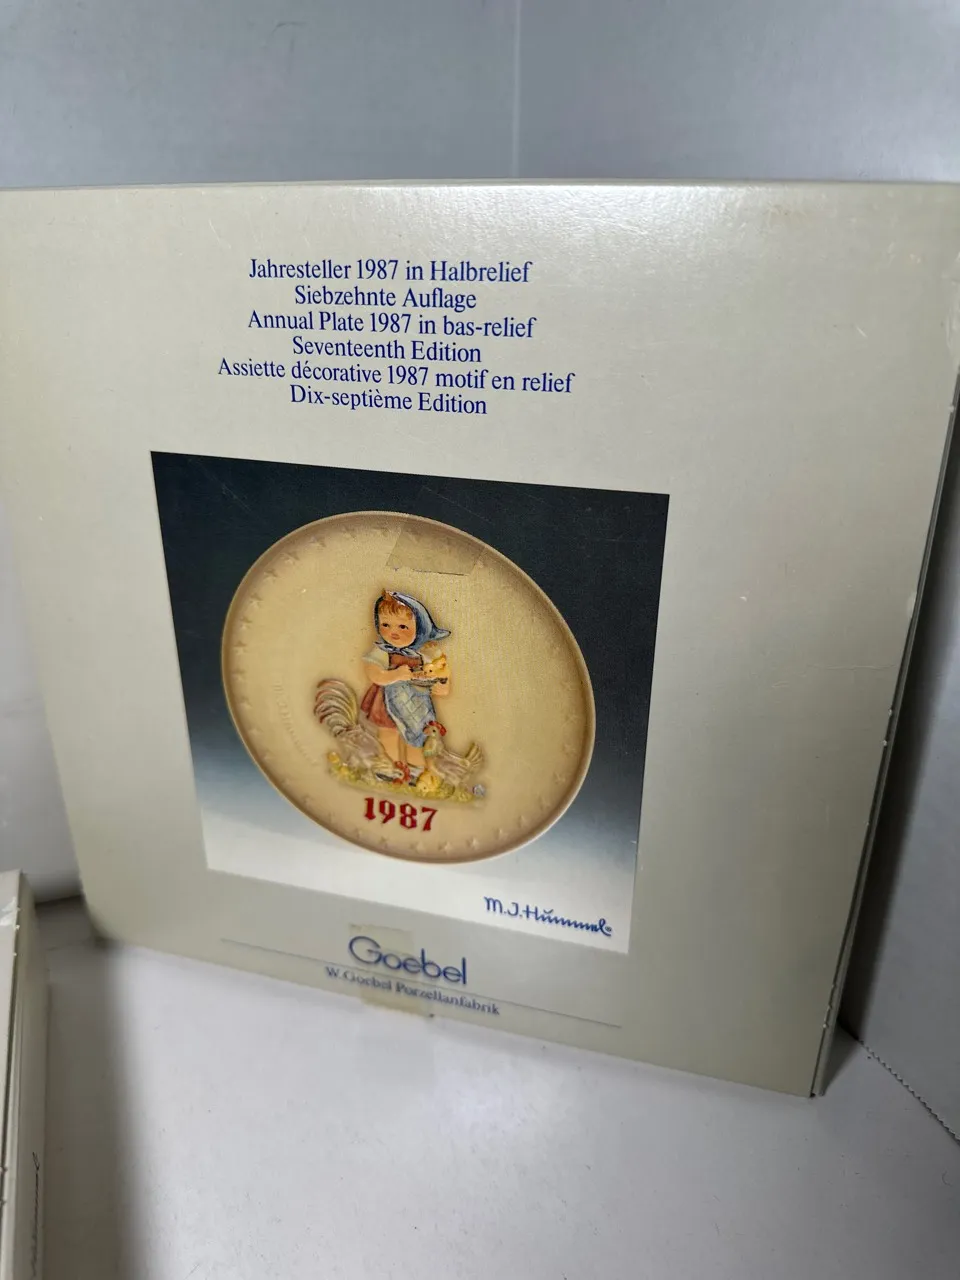 Jahresteller 1987 in Halbrelief
Siebzehnte Auflage
Annual Plate 1987 in bas-relief
Seventeenth Edition
Assiette décorative 1987 motif en relief
Dix-septième Edition
1987
M.J.Hummel
Goebel
W. Goebel Porzellanfabrik